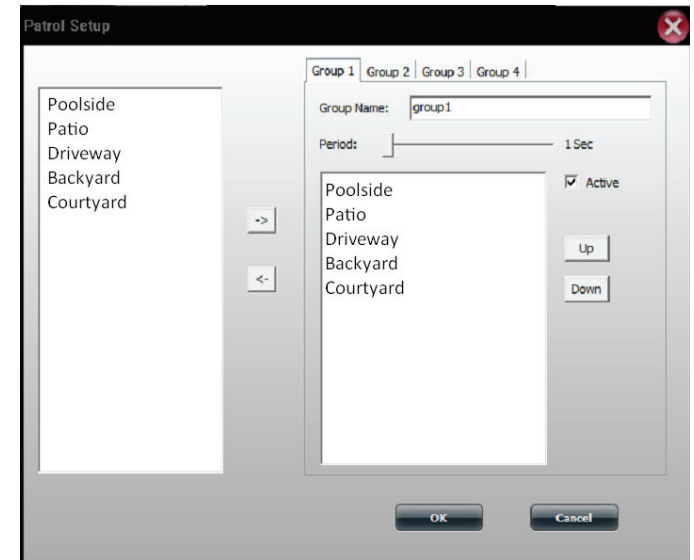 Patrol Setup
Poolside
Patio
Driveway
Backyard
Courtyard
->
<-
Group 1 Group 2 Group 3 Group 4
Group Name: group1
Period: 1 Sec
Poolside
Patio
Driveway
Backyard
Courtyard
Active
Up
Down
OK Cancel